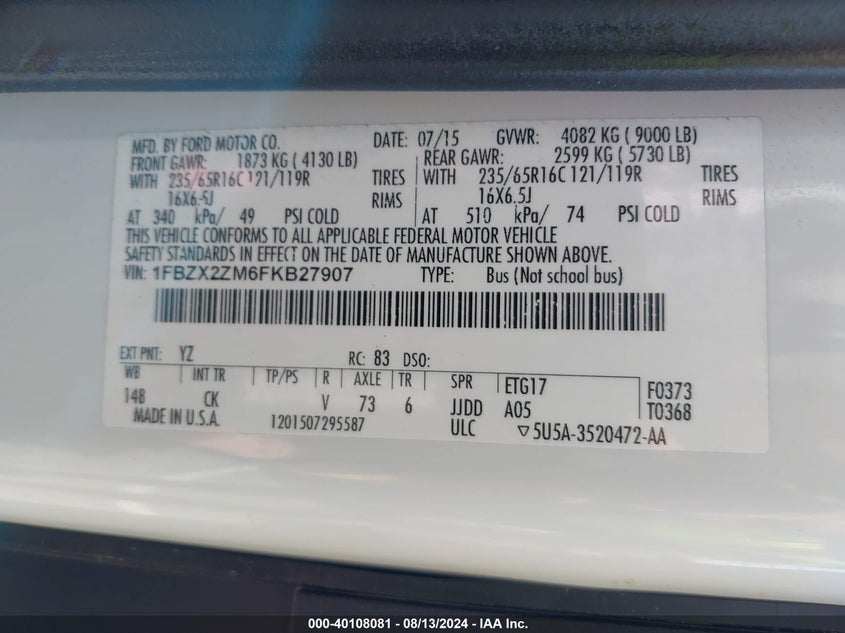 MFD. BY FORD MOTOR CO. DATE: 07/15 GVWR: 4082 KG ( 9000 LB)
FRONT GAWR: 1873 KG ( 4130 LB) REAR GAWR: 2599 KG ( 5730 LB)
WITH 235/65R16C 121/119R TIRES WITH 235/65R16C 121/119R TIRES
16X6.5J RIMS 16X6.5J RIMS
AT 340 kPa/ 49 PSI COLD AT 510 kPa/ 74 PSI COLD
THIS VEHICLE CONFORMS TO ALL APPLICABLE FEDERAL MOTOR VEHICLE
SAFETY STANDARDS IN EFFECT ON THE DATE OF MANUFACTURE SHOWN ABOVE.
VIN: 1FBZX2ZM6FKB27907 TYPE: Bus (Not school bus)
EXT PNT: YZ RC: 83 DSO:
WB INT TR TP/PS R AXLE TR SPR ETG17 F0373
148 CK V 73 6 JJDD A05 T0368
MADE IN U.S.A. 1201507295587 ULC ▽5U5A-3520472-AA
000-40108081 - 08/13/2024 - IAA Inc.